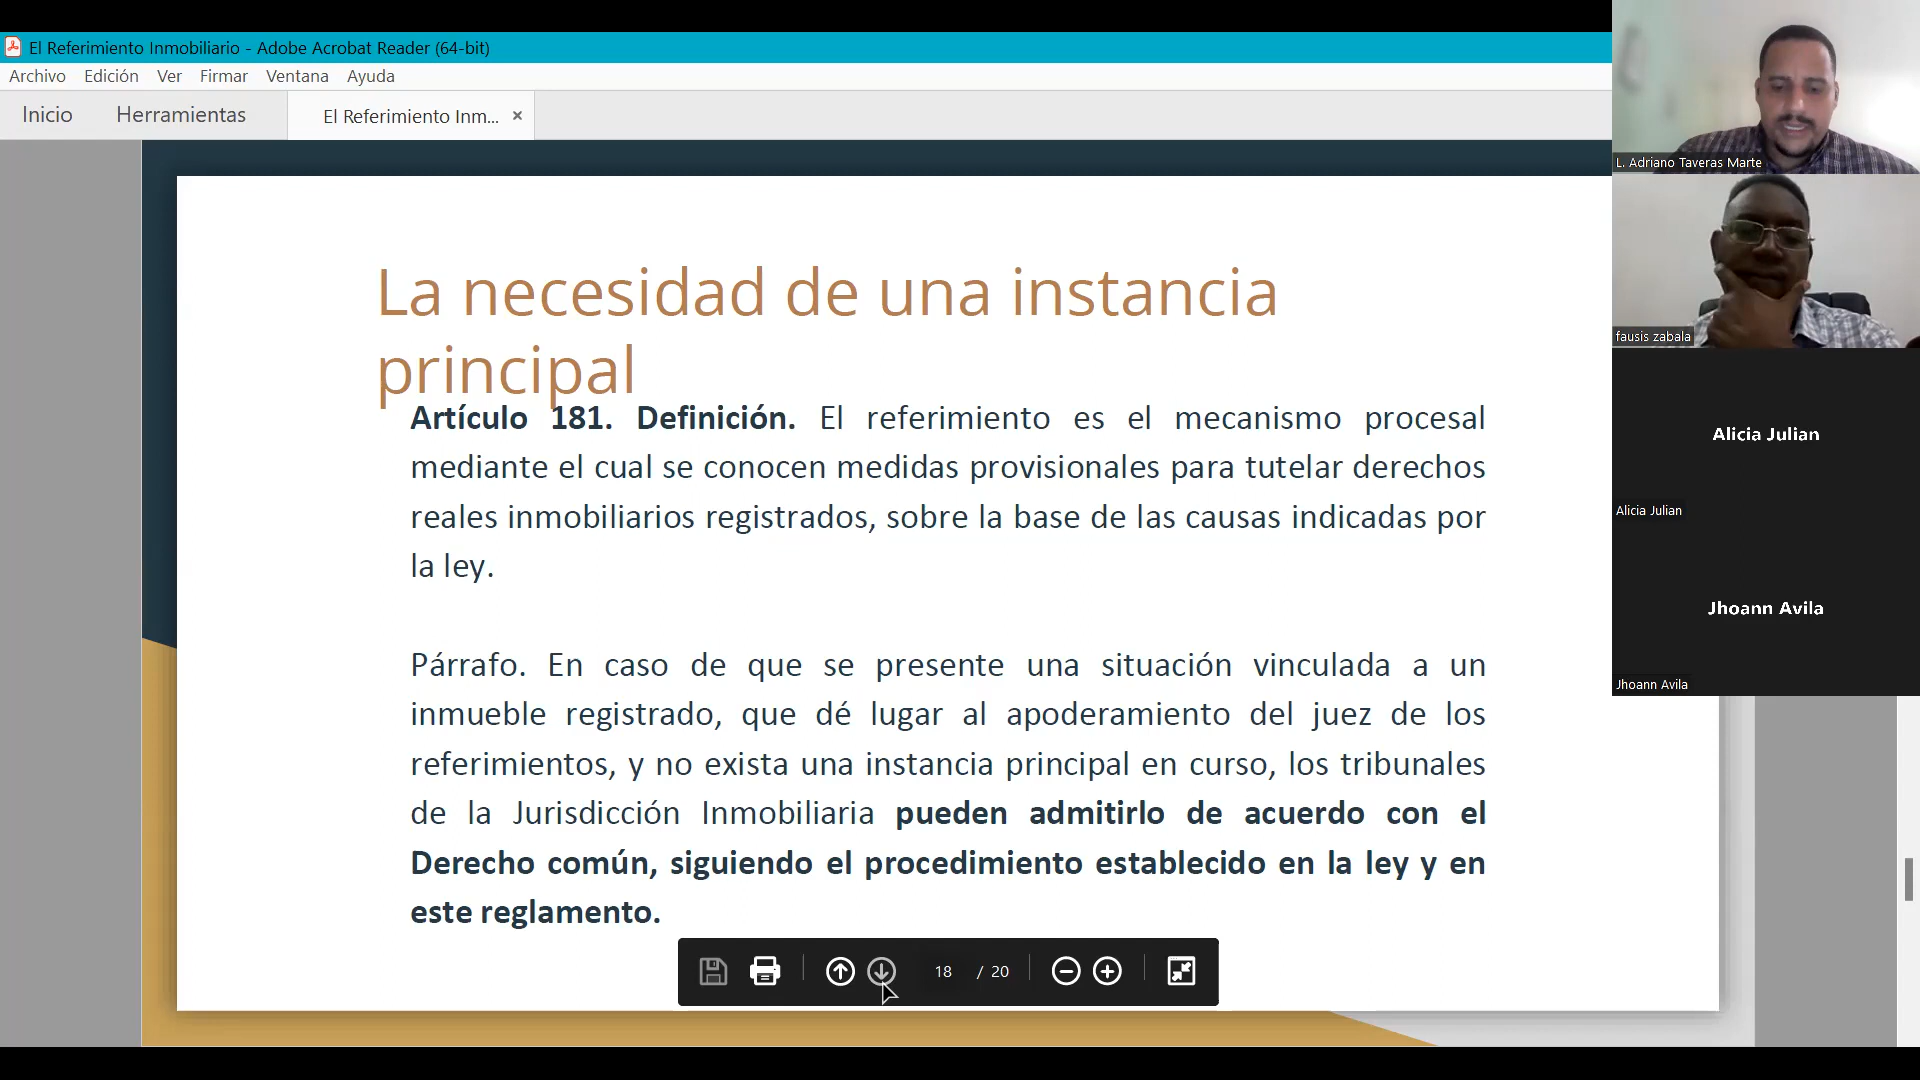 El Referimiento Inmobiliario - Adobe Acrobat Reader (64-bit)
Archivo Edición Ver Firmar Ventana Ayuda
Inicio Herramientas El Referimiento Inm... ×
La necesidad de una instancia
principal
Artículo 181. Definición. El referimiento es el mecanismo procesal
mediante el cual se conocen medidas provisionales para tutelar derechos
reales inmobiliarios registrados, sobre la base de las causas indicadas por
la ley.
Párrafo. En caso de que se presente una situación vinculada a un
inmueble registrado, que dé lugar al apoderamiento del juez de los
referimientos, y no exista una instancia principal en curso, los tribunales
de la Jurisdicción Inmobiliaria pueden admitirlo de acuerdo con el
Derecho común, siguiendo el procedimiento establecido en la ley y en
este reglamento.
18 / 20
L. Adriano Taveras Marte
fausis zabala
Alicia Julian
Alicia Julian
Jhoann Avila
Jhoann Avila